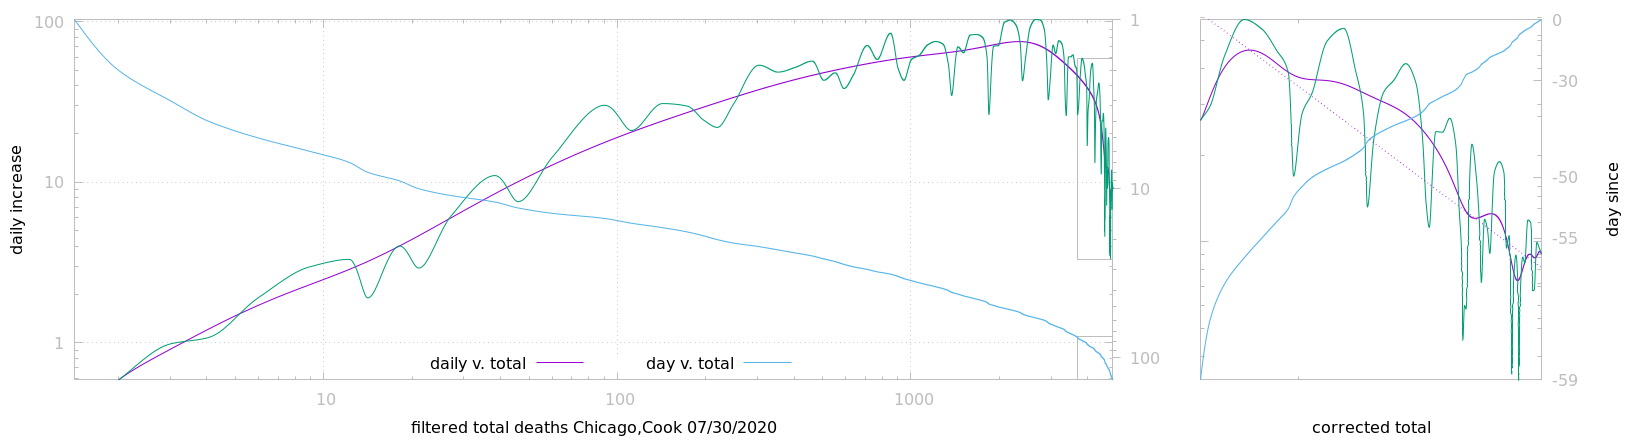 100
10
1
daily increase
10
100
1000
1
10
100
daily v. total
day v. total
filtered total deaths Chicago,Cook 07/30/2020
0
-30
-50
-55
-59
day since
corrected total